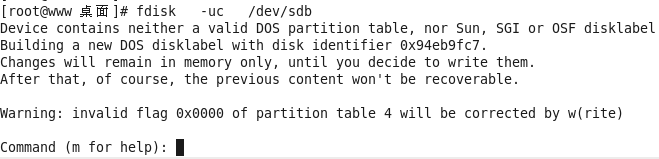 [root@www 桌面]# fdisk   -uc   /dev/sdb
Device contains neither a valid DOS partition table, nor Sun, SGI or OSF disklabel
Building a new DOS disklabel with disk identifier 0x94eb9fc7.
Changes will remain in memory only, until you decide to write them.
After that, of course, the previous content won't be recoverable.

Warning: invalid flag 0x0000 of partition table 4 will be corrected by w(rite)

Command (m for help):